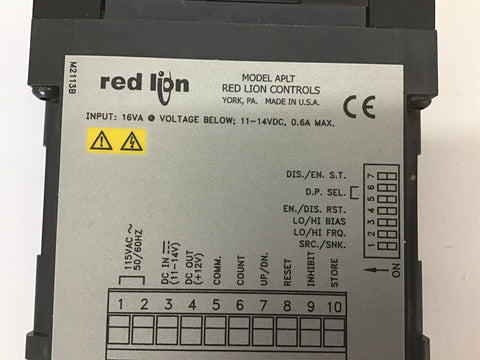 M2113B
red lion
MODEL APLT
RED LION CONTROLS
YORK, PA. MADE IN U.S.A.
CE
INPUT: 16VA @ VOLTAGE BELOW; 11-14VDC, 0.6A MAX.
DIS./EN. S.T.
D.P. SEL.
EN./DIS. RST.
LO/HI BIAS
LO/HI FRQ.
SRC./SNK.
1 2 3 4 5 6 7
ON
115VAC ~
50/60HZ
DC IN
(11-14V)
DC OUT
(+12V)
COMM.
COUNT
UP/DN.
RESET
INHIBIT
STORE
1 2 3 4 5 6 7 8 9 10